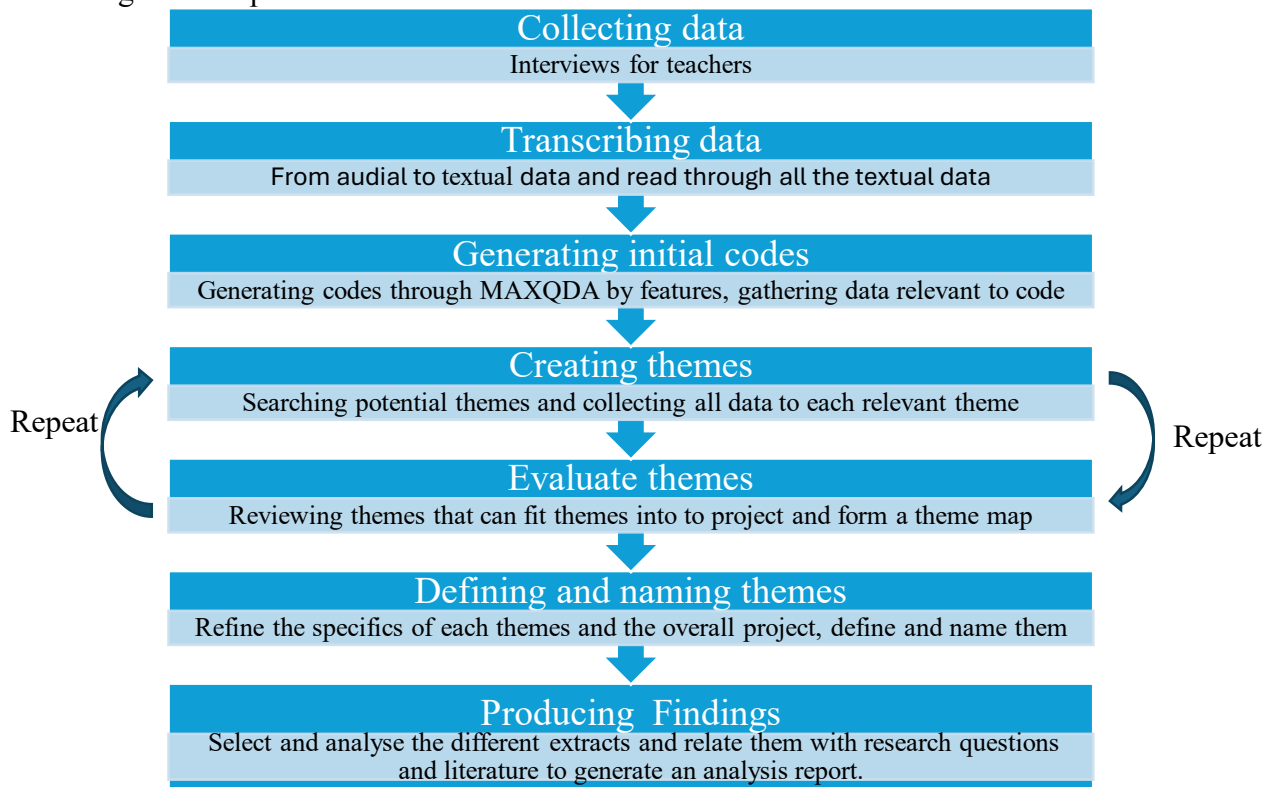 Collecting data
Interviews for teachers
Transcribing data
From audial to textual data and read through all the textual data
Generating initial codes
Generating codes through MAXQDA by features, gathering data relevant to code
Creating themes
Searching potential themes and collecting all data to each relevant theme
Repeat
Repeat
Evaluate themes
Reviewing themes that can fit themes into to project and form a theme map
Defining and naming themes
Refine the specifics of each themes and the overall project, define and name them
Producing Findings
Select and analyse the different extracts and relate them with research questions
and literature to generate an analysis report.